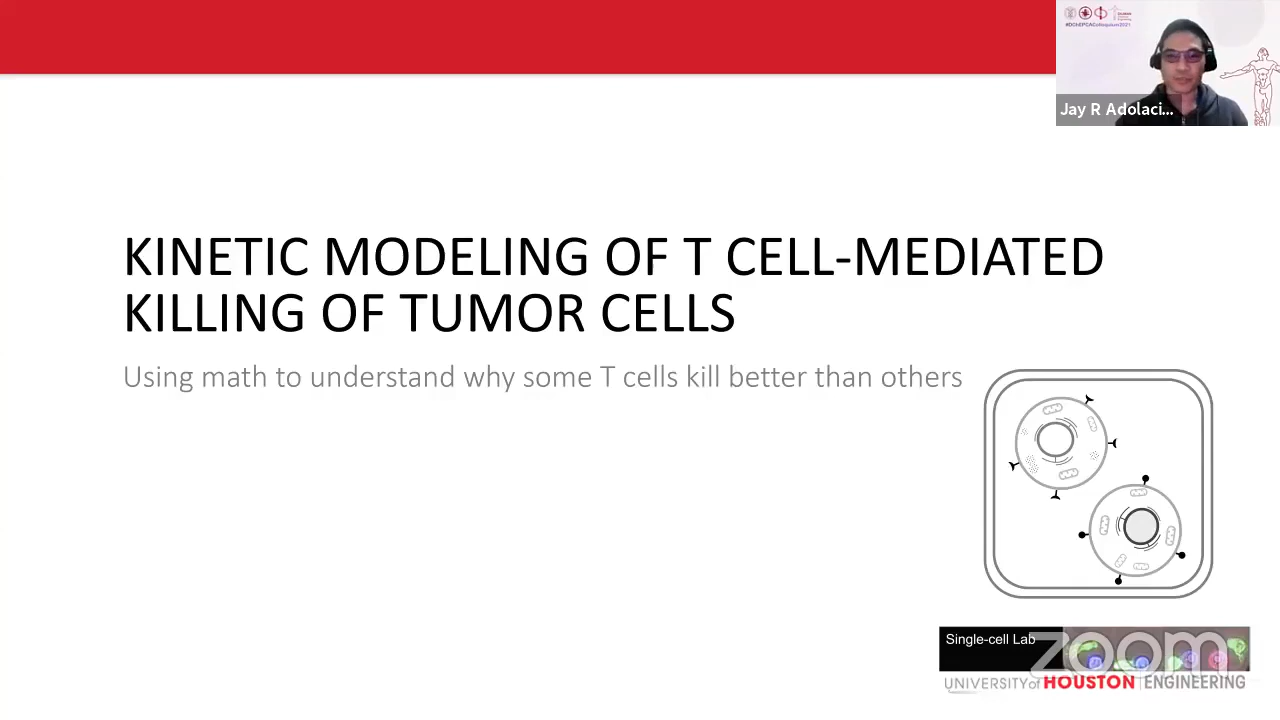 #DChEPCAColloquium2021
Jay R Adolaci...
KINETIC MODELING OF T CELL-MEDIATED
KILLING OF TUMOR CELLS
Using math to understand why some T cells kill better than others
Single-cell Lab
zoom
UNIVERSITY of HOUSTON ENGINEERING